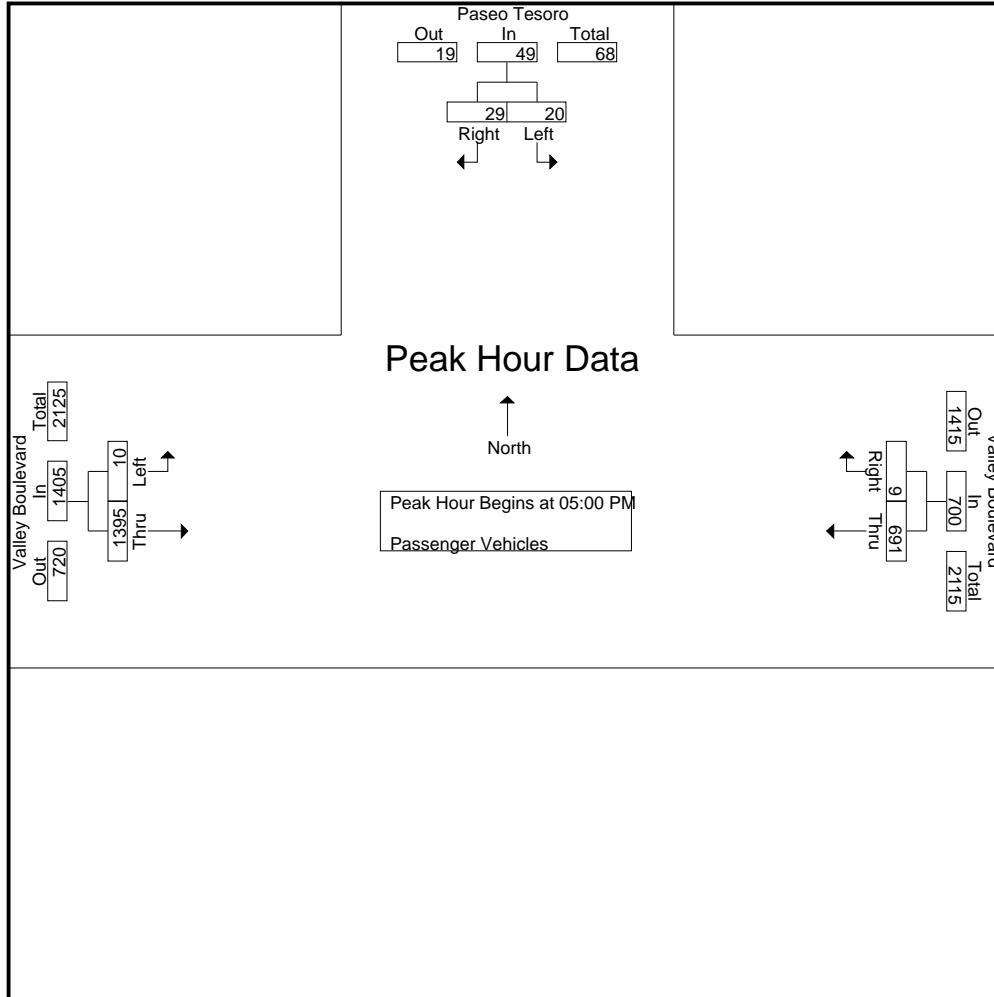 Paseo Tesoro
Out In Total
19 49 68
29 20
Right Left
Peak Hour Data
North
Peak Hour Begins at 05:00 PM
Passenger Vehicles
Valley Boulevard
Out In Total
720 1405 2125
1395 10
Thru Left
Valley Boulevard
Out In Total
1415 700 2115
9 691
Right Thru